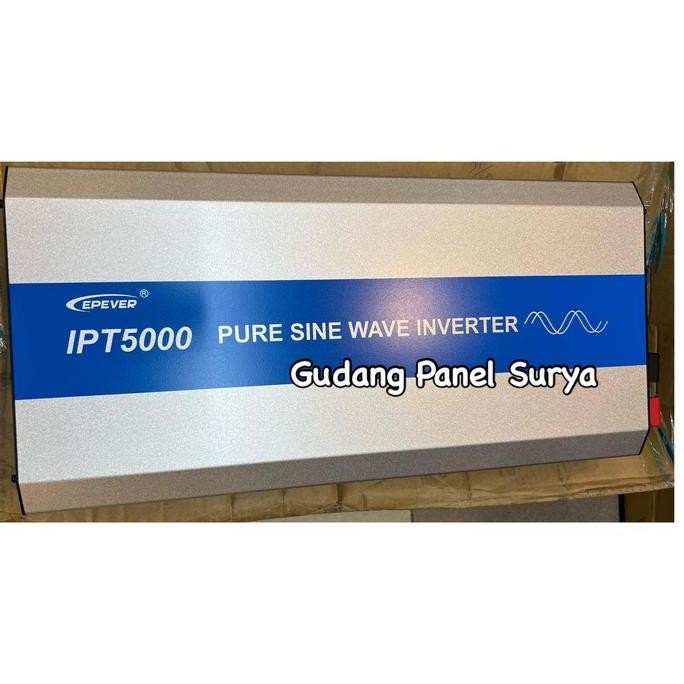 EPEVER®
IPT5000 PURE SINE WAVE INVERTER
Gudang Panel Surya